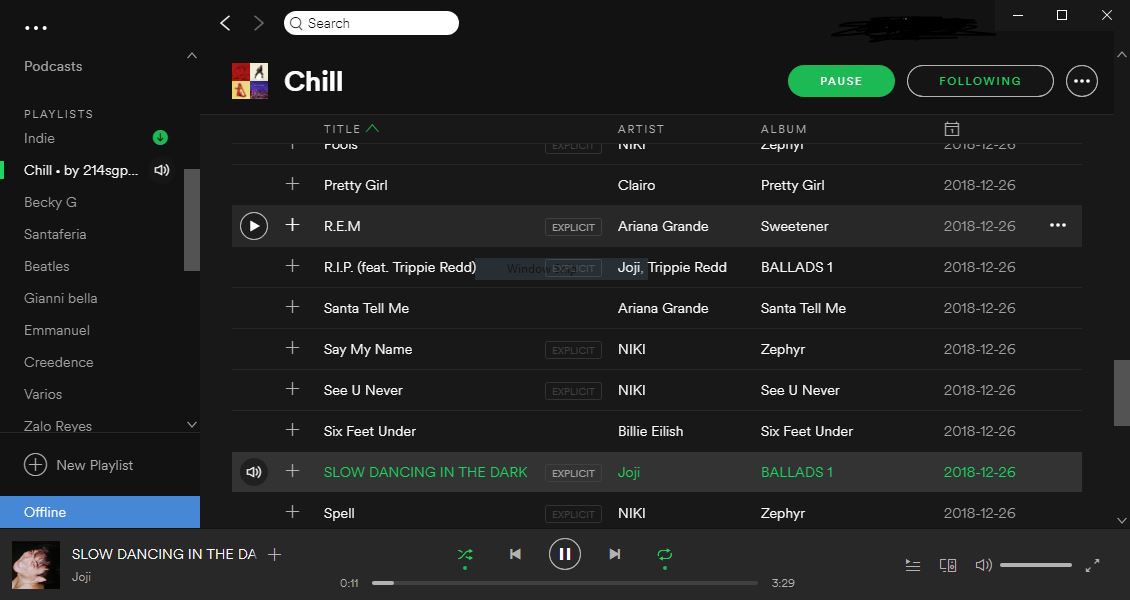 Search
Podcasts
PLAYLISTS
Indie
Chill • by 214sgp...
Becky G
Santaferia
Beatles
Gianni bella
Emmanuel
Creedence
Varios
Zalo Reyes
New Playlist
Offline
Chill
PAUSE
FOLLOWING
TITLE ARTIST ALBUM
Fools EXPLICIT NIKI Zephyr 2018-12-26
Pretty Girl Clairo Pretty Girl 2018-12-26
R.E.M EXPLICIT Ariana Grande Sweetener 2018-12-26
R.I.P. (feat. Trippie Redd) EXPLICIT Joji, Trippie Redd BALLADS 1 2018-12-26
Santa Tell Me Ariana Grande Santa Tell Me 2018-12-26
Say My Name EXPLICIT NIKI Zephyr 2018-12-26
See U Never EXPLICIT NIKI See U Never 2018-12-26
Six Feet Under Billie Eilish Six Feet Under 2018-12-26
SLOW DANCING IN THE DARK EXPLICIT Joji BALLADS 1 2018-12-26
Spell EXPLICIT NIKI Zephyr 2018-12-26
SLOW DANCING IN THE DA
Joji
0:11
3:29